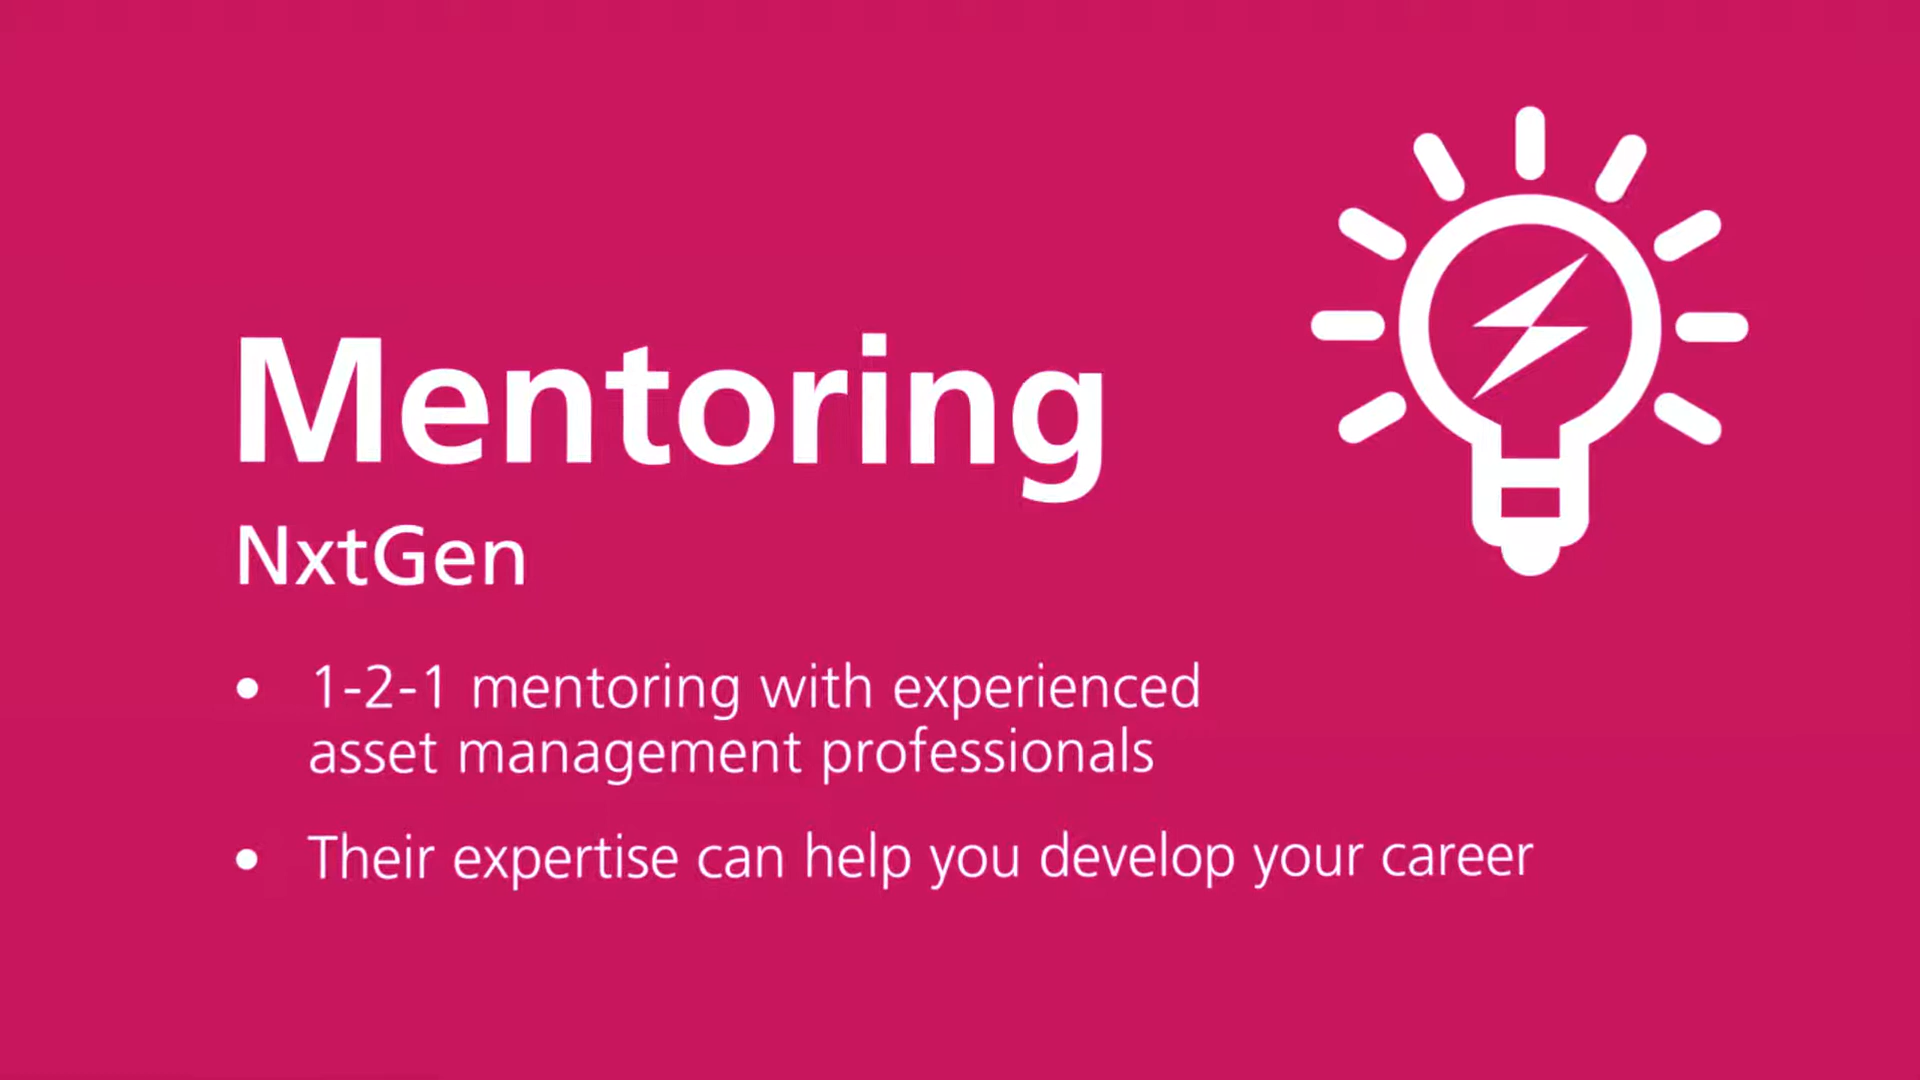 Mentoring
NxtGen
• 1-2-1 mentoring with experienced
asset management professionals
• Their expertise can help you develop your career